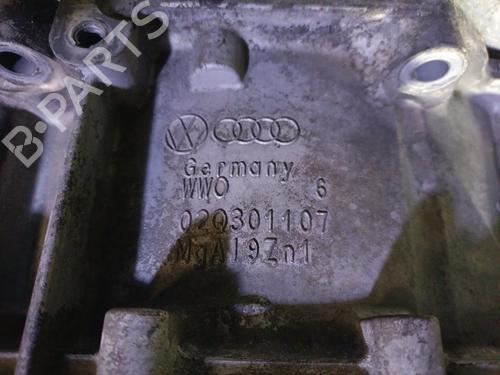 B-PARTS
Germany
WWO 6
02Q301107
MgAl9Zn1